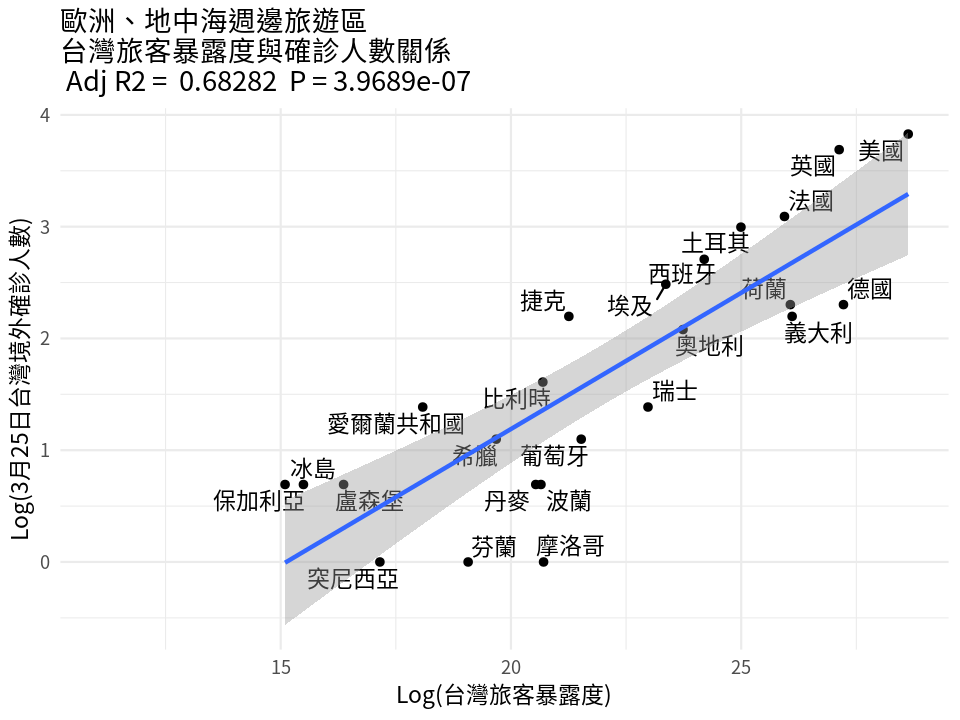 歐洲、地中海週邊旅遊區
台灣旅客暴露度與確診人數關係
Adj R2 = 0.68282 P = 3.9689e-07
4
美國
英國
法國
3
土耳其
西班牙
荷蘭
德國
捷克
埃及
2
義大利
奧地利
瑞士
比利時
愛爾蘭共和國
1
希臘
葡萄牙
冰島
保加利亞
盧森堡
丹麥
波蘭
芬蘭
摩洛哥
0
突尼西亞
Log(3月25日台灣境外確診人數)
15
20
25
Log(台灣旅客暴露度)